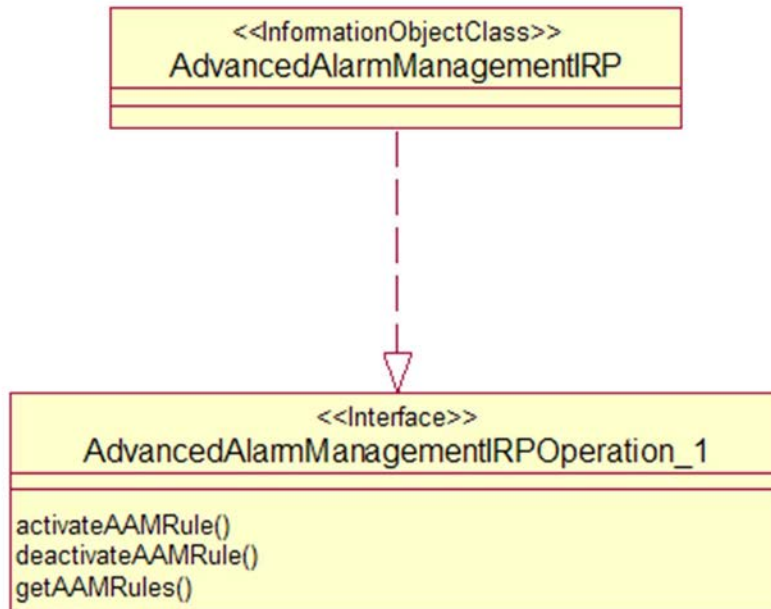 <<InformationObjectClass>>
AdvancedAlarmManagementIRP
<<Interface>>
AdvancedAlarmManagementIRPOperation_1
activateAAMRule()
deactivateAAMRule()
getAAMRules()